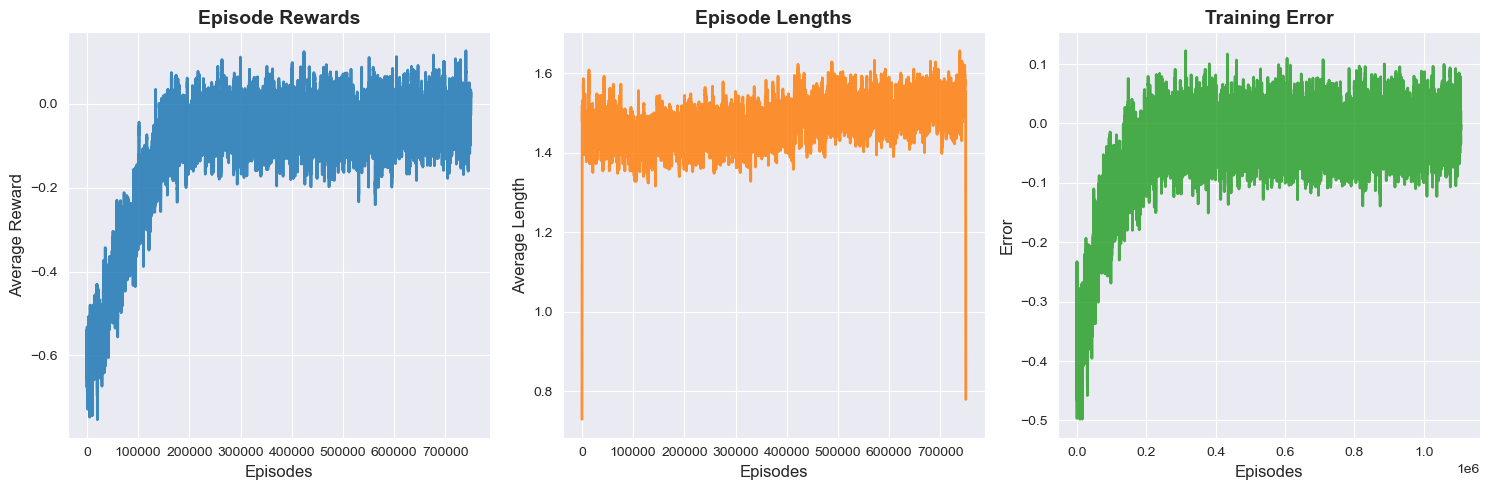 Episode Rewards
Average Reward
0.0
−0.2
−0.4
−0.6
0 100000 200000 300000 400000 500000 600000 700000
Episodes
Episode Lengths
Average Length
1.6
1.4
1.2
1.0
0.8
0 100000 200000 300000 400000 500000 600000 700000
Episodes
Training Error
Error
0.1
0.0
−0.1
−0.2
−0.3
−0.4
−0.5
0.0 0.2 0.4 0.6 0.8 1.0
1e6
Episodes